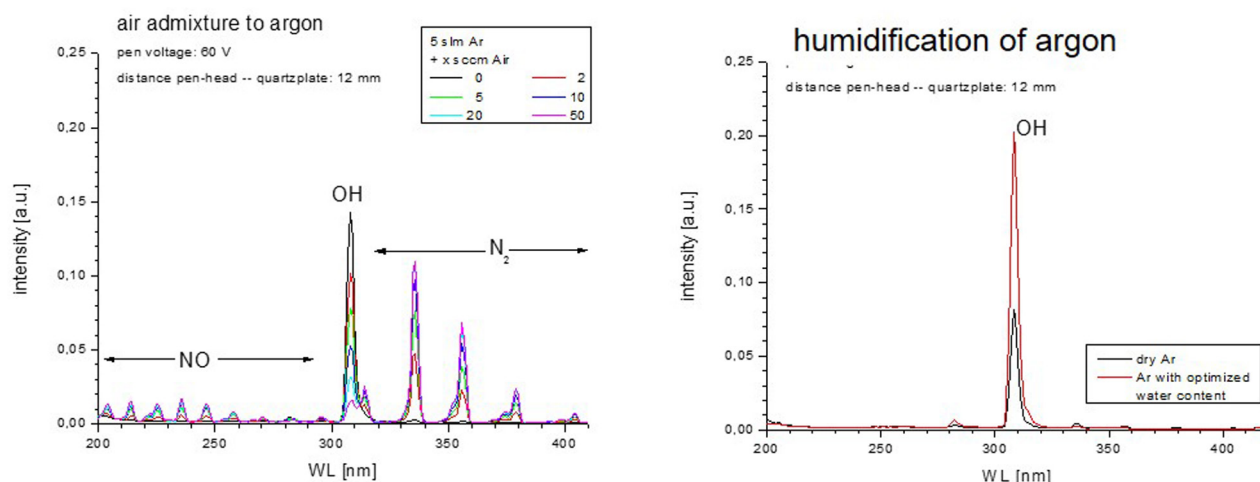 air admixture to argon
pen voltage: 60 V
distance pen-head -- quartzplate: 12 mm
5 slm Ar
+ x sccm Air
0 2
5 10
20 50
OH
N2
NO
intensity [a.u.]
0,25
0,20
0,15
0,10
0,05
0,00
200 250 300 350 400
WL [nm]
humidification of argon
distance pen-head -- quartzplate: 12 mm
OH
intensity [a.u.]
0,25
0,20
0,15
0,10
0,05
0,00
dry Ar
Ar with optimized
water content
200 250 300 350 400
WL [nm]